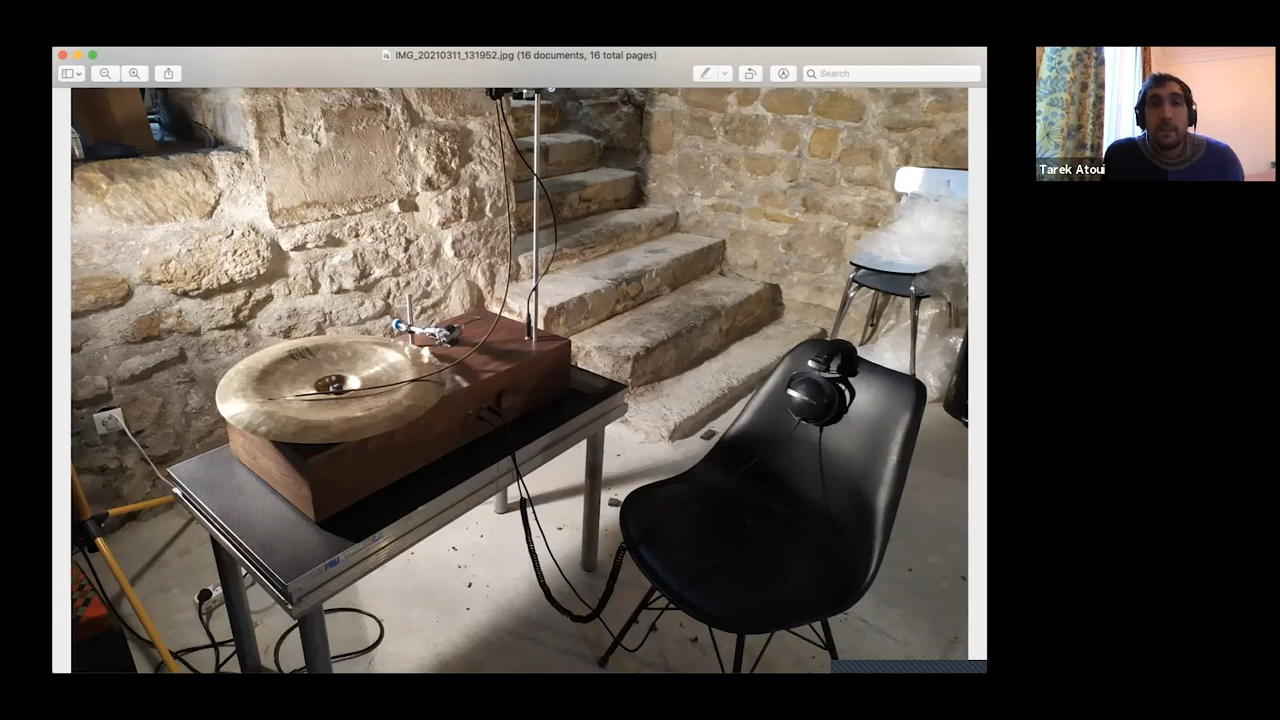 IMG_20210311_131952.jpg (16 documents, 16 total pages)
Search
Tarek Atoui